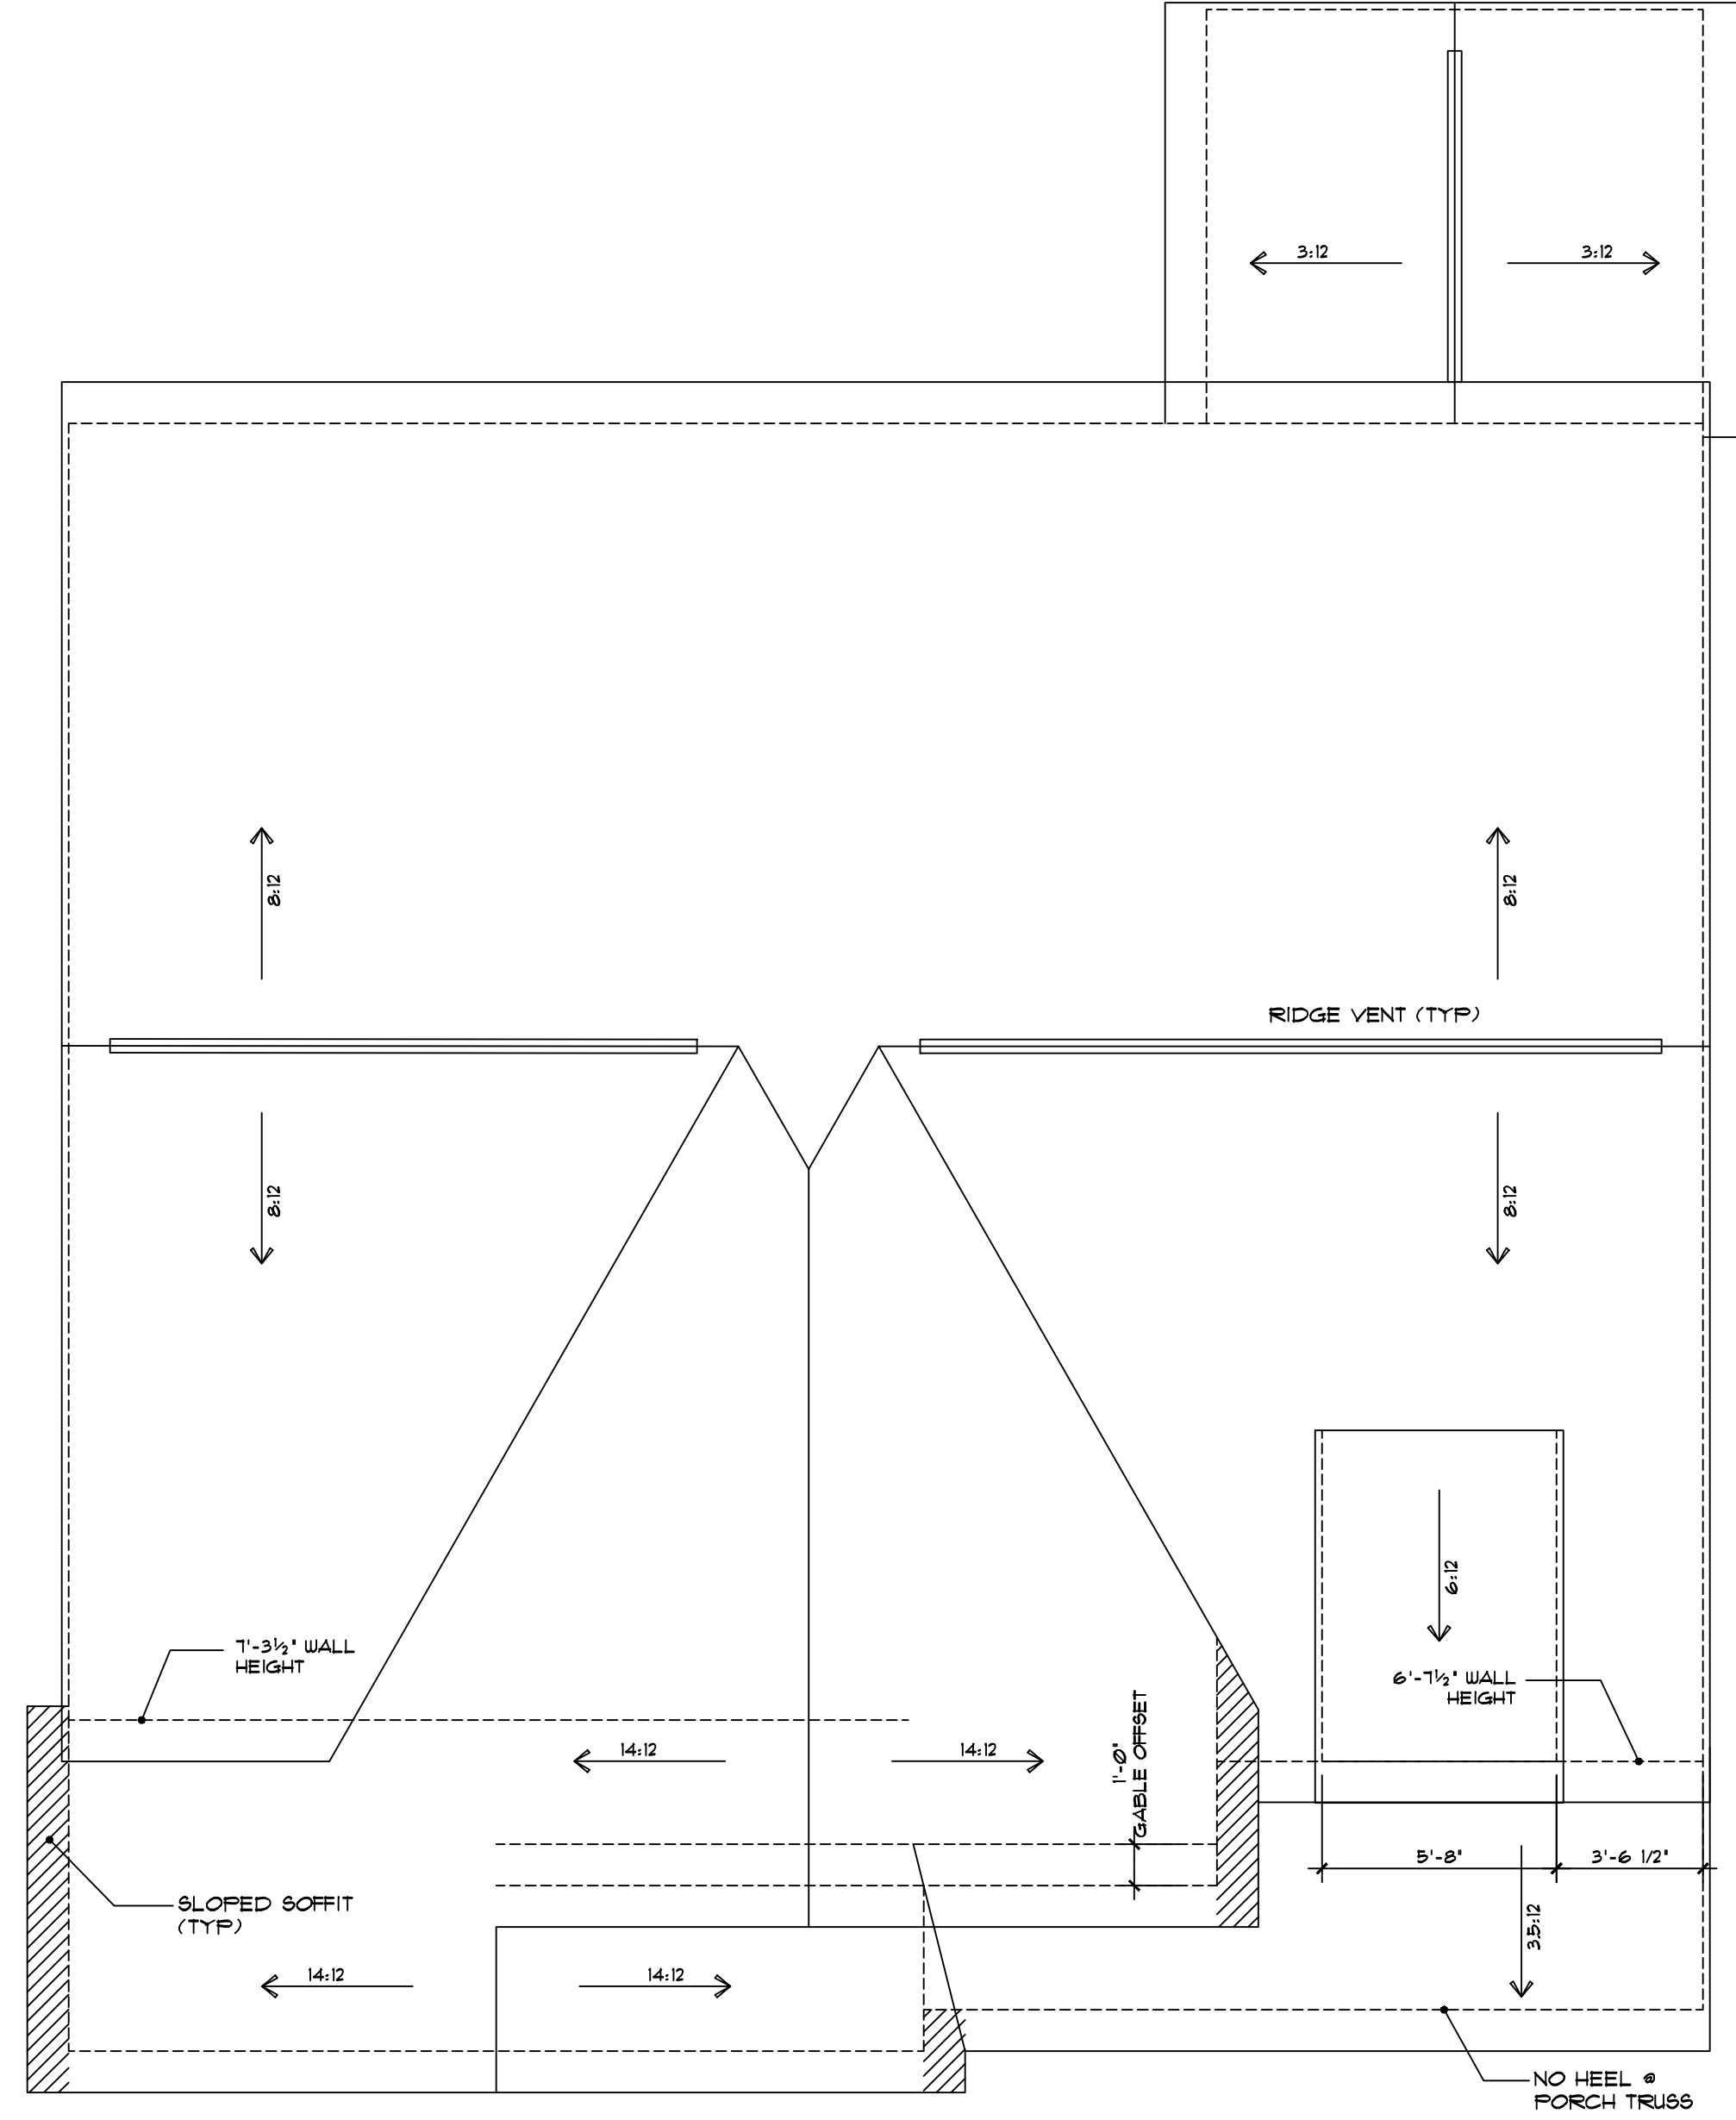 3:12
3:12
8:12
8:12
RIDGE VENT (TYP)
8:12
8:12
6:12
7'-3½" WALL
HEIGHT
6'-7½" WALL
HEIGHT
14:12
14:12
1'-0"
GABLE OFFSET
5'-8"
3'-6 1/2"
SLOPED SOFFIT
(TYP)
3.5:12
14:12
14:12
NO HEEL @
PORCH TRUSS